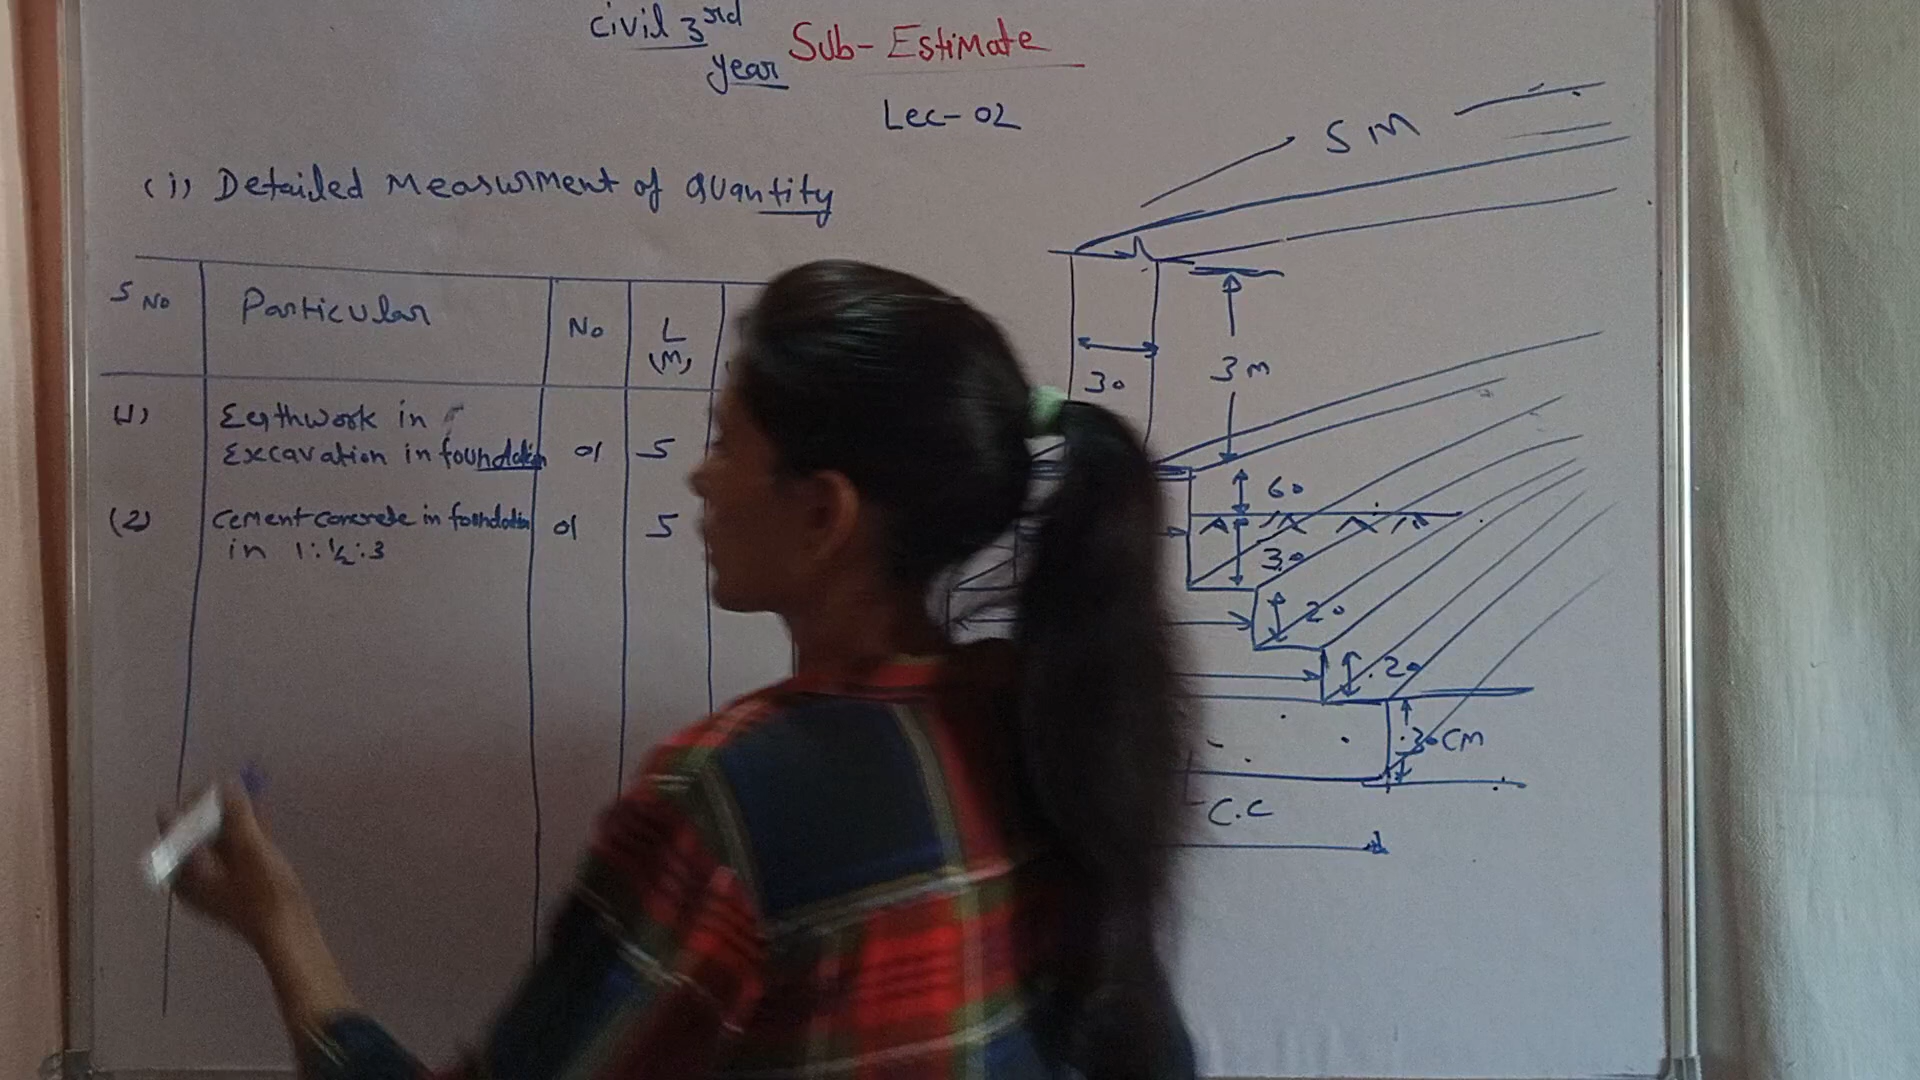 Civil 3rd
year
Sub-Estimate
Lec-02
(i) Detailed Measurment of Quantity
S No
Particular
No
L
(M)
(1)
Earthwork in
Excavation in foundation
01
5
(2)
cement concrete in foundation
in 1:½:3
01
5
5 M
30
3 m
60
30
20
.20
.30 CM
C.C